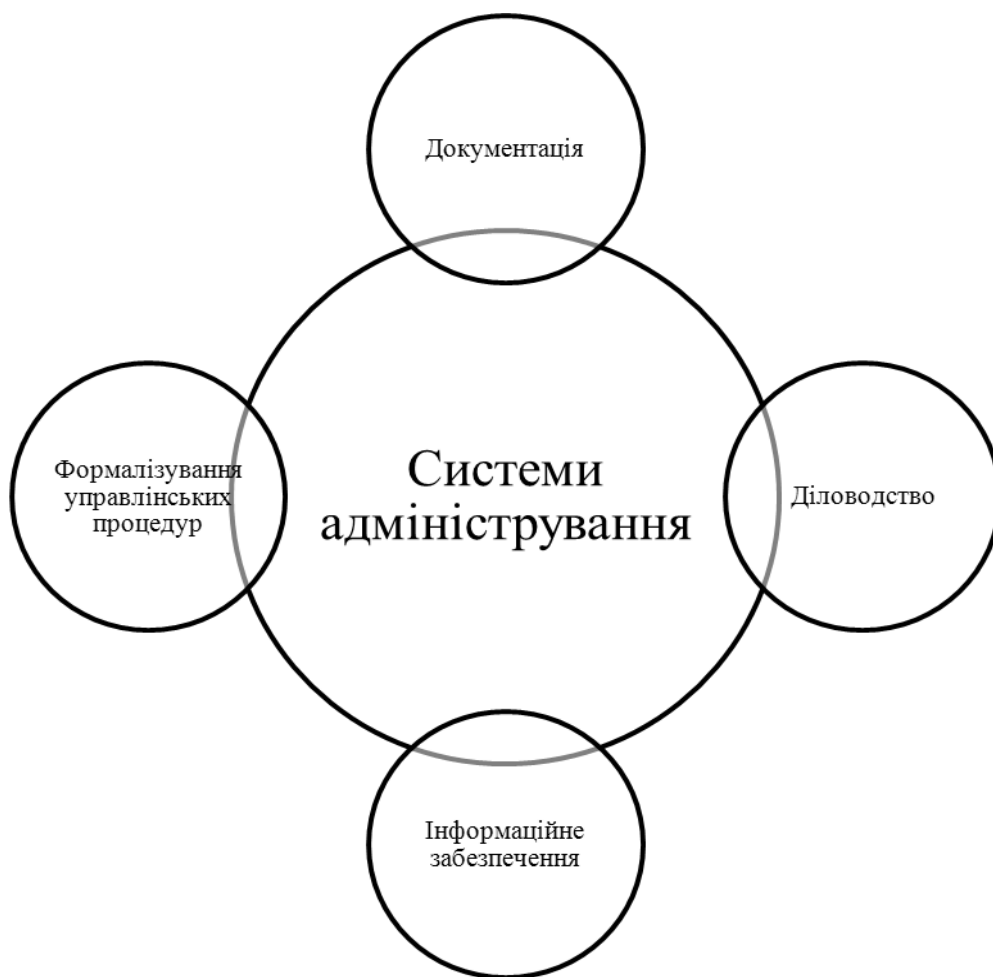 Документація
Формалізування
управлінських
процедур
Системи
адміністрування
Діловодство
Інформаційне
забезпечення